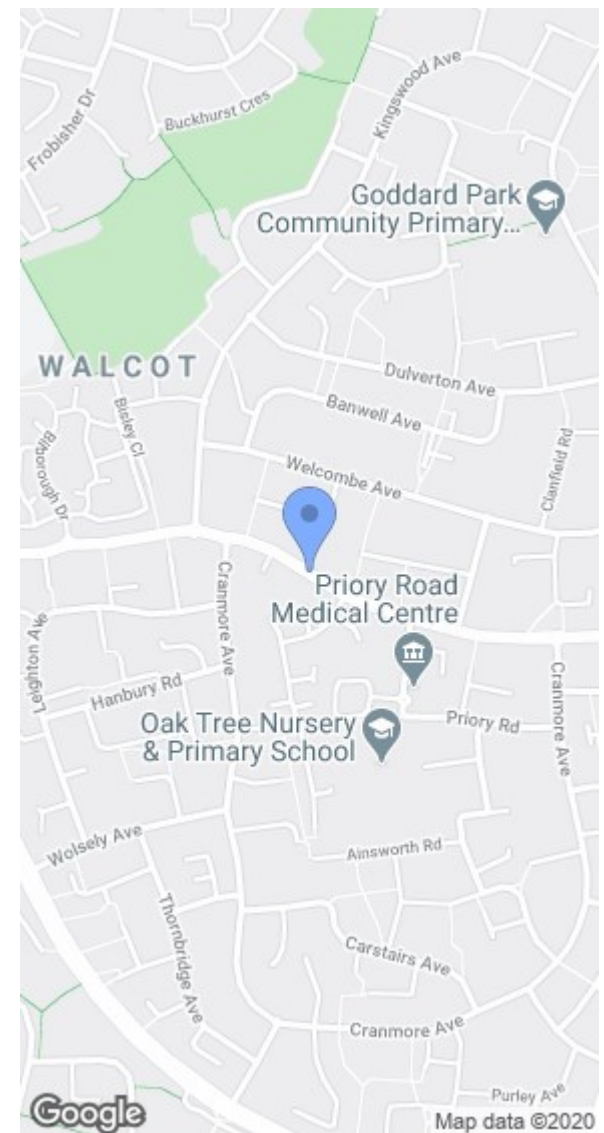 Kingswood Ave
Buckhurst Cres
Frobisher Dr
Goddard Park
Community Primary...
WALCOT
Dulverton Ave
Banwell Ave
Bisley Cl
Bilborough Dr
Clanfield Rd
Welcombe Ave
Priory Road
Medical Centre
Cranmore Ave
Leighton Ave
Hanbury Rd
Cranmore Ave
Oak Tree Nursery
& Primary School
Priory Rd
Wolsely Ave
Ainsworth Rd
Thornbridge Ave
Carstairs Ave
Cranmore Ave
Purley Ave
Google
Map data ©2020